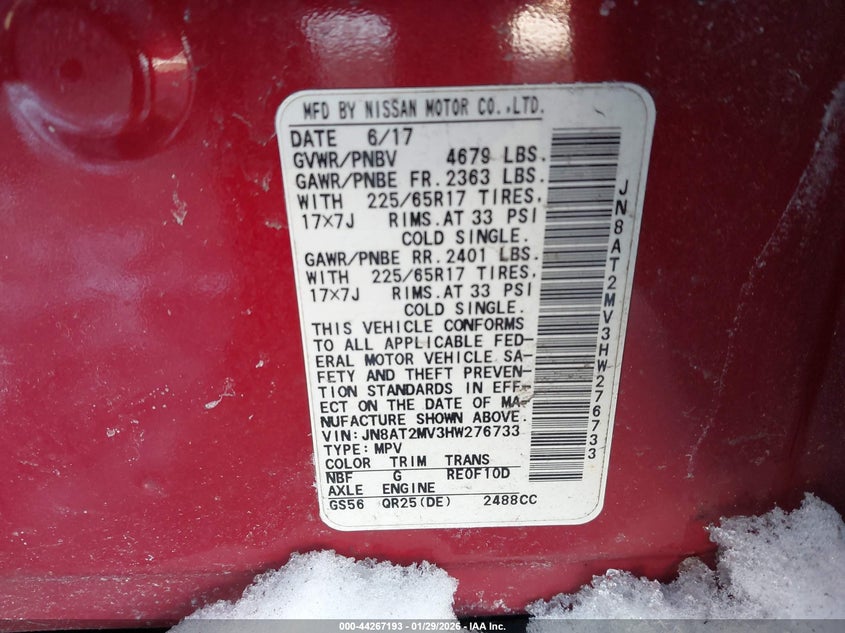 MFD BY NISSAN MOTOR CO.,LTD.
DATE 6/17
GVWR/PNBV 4679 LBS.
GAWR/PNBE FR. 2363 LBS.
WITH 225/65R17 TIRES.
17×7J RIMS.AT 33 PSI
COLD SINGLE.
GAWR/PNBE RR. 2401 LBS.
WITH 225/65R17 TIRES.
17×7J RIMS.AT 33 PSI
COLD SINGLE.
THIS VEHICLE CONFORMS
TO ALL APPLICABLE FED-
ERAL MOTOR VEHICLE SA-
FETY AND THEFT PREVEN-
TION STANDARDS IN EFF-
ECT ON THE DATE OF MA-
NUFACTURE SHOWN ABOVE.
VIN:JN8AT2MV3HW276733
TYPE:MPV
COLOR TRIM TRANS
NBF G RE0F10D
AXLE ENGINE
GS56 QR25(DE) 2488CC
JN8AT2MV3HW276733
000-44267193 - 01/29/2026 - IAA Inc.